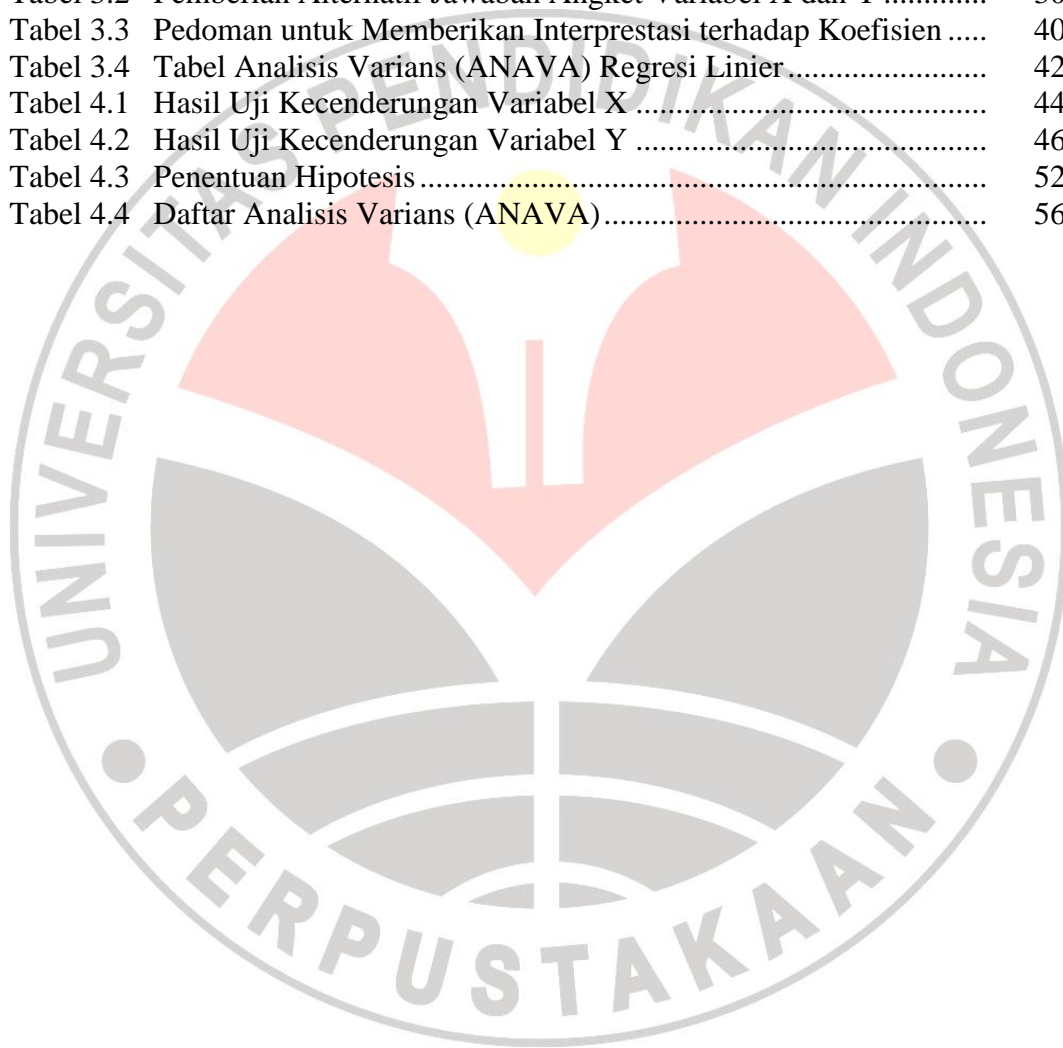 Tabel 3.2 Pemberian Alternatif Jawaban Angket Variabel X dan Y .............
Tabel 3.3 Pedoman untuk Memberikan Interprestasi terhadap Koefisien ..... 40
Tabel 3.4 Tabel Analisis Varians (ANAVA) Regresi Linier ........................ 42
Tabel 4.1 Hasil Uji Kecenderungan Variabel X .......................................... 44
Tabel 4.2 Hasil Uji Kecenderungan Variabel Y .......................................... 46
Tabel 4.3 Penentuan Hipotesis .................................................................... 52
Tabel 4.4 Daftar Analisis Varians (ANAVA) .............................................. 56
UNIVERSITAS PENDIDIKAN INDONESIA
PERPUSTAKAAN